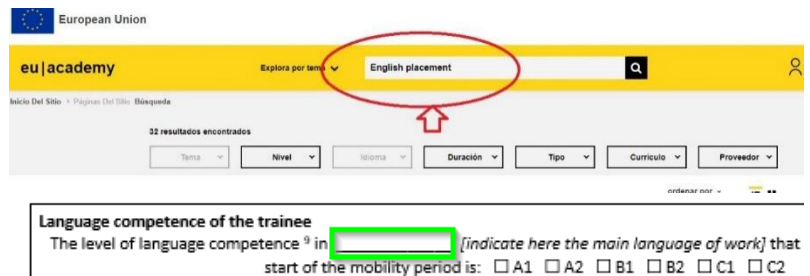 European Union
eu|academy Explora por tema English placement
Inicio Del Sitio Páginas Del Sitio Búsqueda
32 resultados encontrados
Tema Nivel Idioma Duración Tipo Currículo Proveedor
ordenar por
Language competence of the trainee
The level of language competence 9 in _______________ [indicate here the main language of work] that
start of the mobility period is: ☐ A1 ☐ A2 ☐ B1 ☐ B2 ☐ C1 ☐ C2